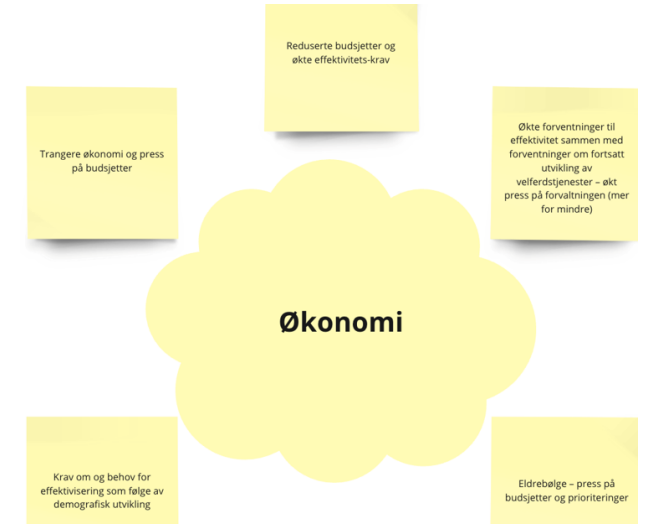 Reduserte budsjetter og
økte effektivitets-krav
Trangere økonomi og press
på budsjetter
Økte forventninger til
effektivitet sammen med
forventninger om fortsatt
utvikling av
velferdstjenester – økt
press på forvaltningen (mer
for mindre)
Økonomi
Krav om og behov for
effektivisering som følge av
demografisk utvikling
Eldrebølge – press på
budsjetter og prioriteringer